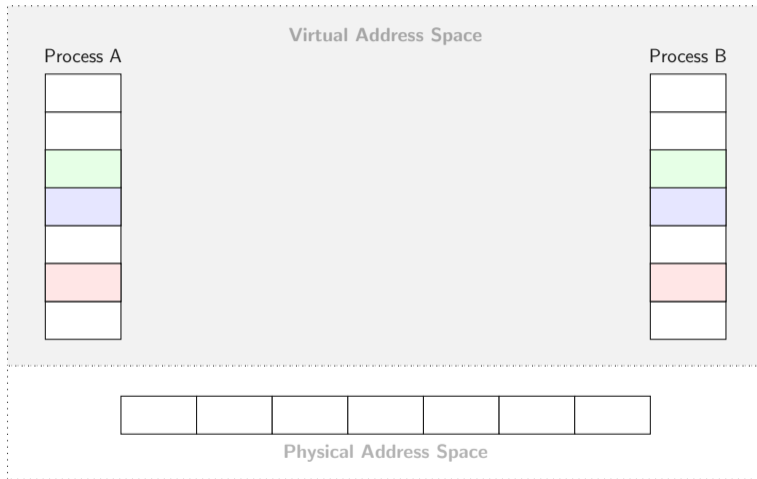 Virtual Address Space
Process A
Process B
Physical Address Space